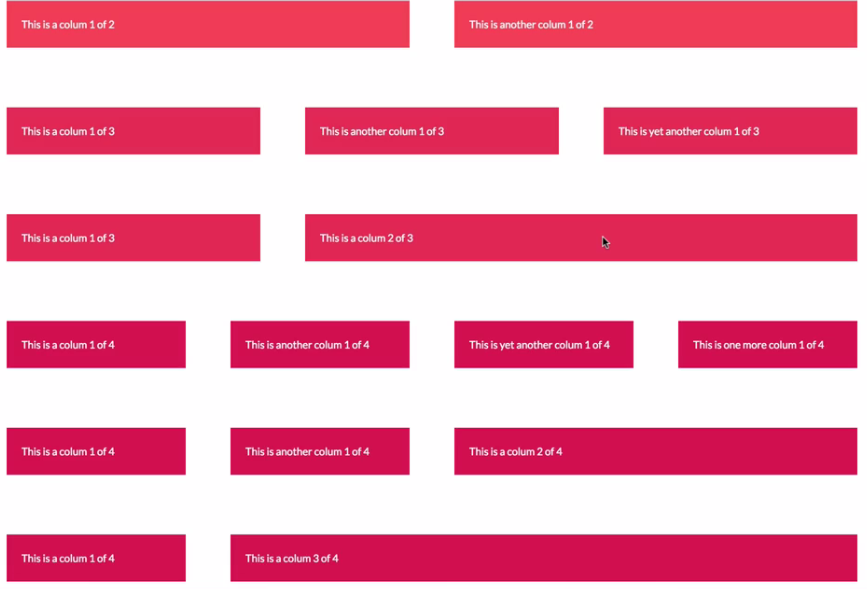 This is a colum 1 of 2
This is another colum 1 of 2
This is a colum 1 of 3
This is another colum 1 of 3
This is yet another colum 1 of 3
This is a colum 1 of 3
This is a colum 2 of 3
This is a colum 1 of 4
This is another colum 1 of 4
This is yet another colum 1 of 4
This is one more colum 1 of 4
This is a colum 1 of 4
This is another colum 1 of 4
This is a colum 2 of 4
This is a colum 1 of 4
This is a colum 3 of 4